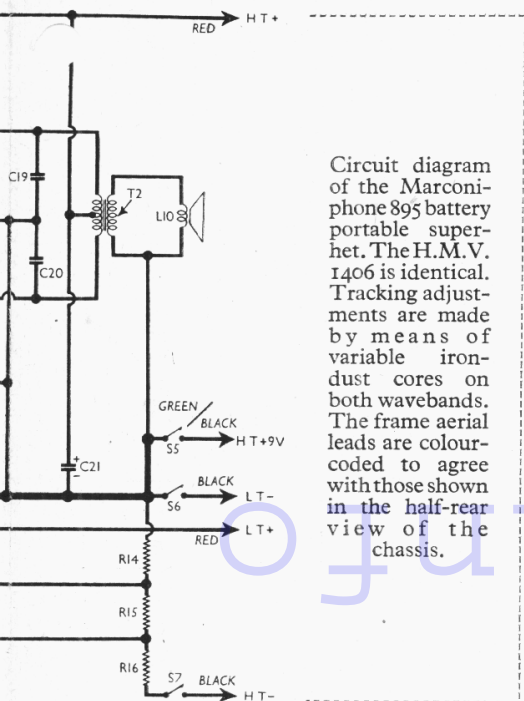 RED
HT+
C19
T2
L10
C20
GREEN /
BLACK
S5
HT+9V
C21
+
–
BLACK
S6
LT–
RED
LT+
R14
R15
R16
S7
BLACK
HT–
Circuit diagram
of the Marconi-
phone 895 battery
portable super-
het. The H.M.V.
1406 is identical.
Tracking adjust-
ments are made
by means of
variable iron-
dust cores on
both wavebands.
The frame aerial
leads are colour-
coded to agree
with those shown
in the half-rear
view of the
chassis.